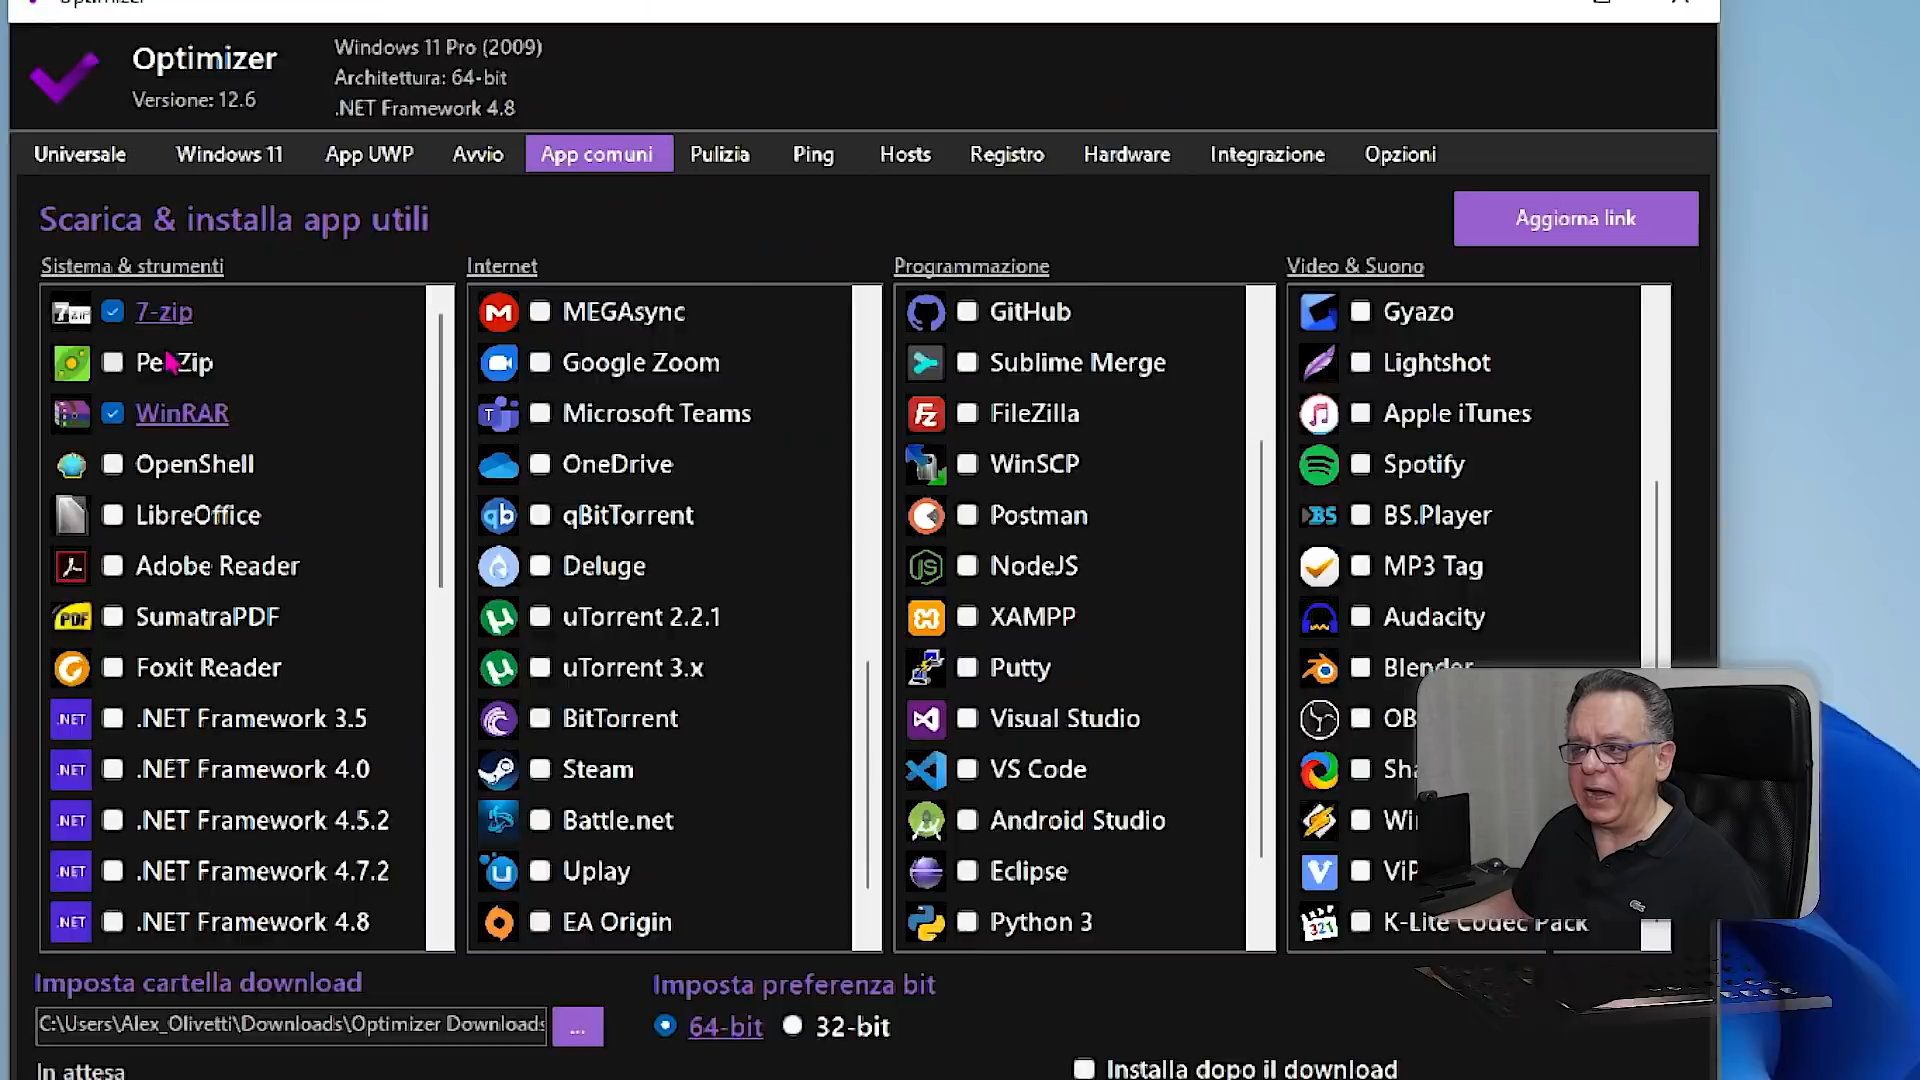 Optimizer
Versione: 12.6
Windows 11 Pro (2009)
Architettura: 64-bit
.NET Framework 4.8
Universale
Windows 11
App UWP
Avvio
App comuni
Pulizia
Ping
Hosts
Registro
Hardware
Integrazione
Opzioni
Scarica & installa app utili
Aggiorna link
Sistema & strumenti
7-zip
WinRAR
OpenShell
LibreOffice
Adobe Reader
SumatraPDF
Foxit Reader
.NET Framework 3.5
.NET Framework 4.0
.NET Framework 4.5.2
.NET Framework 4.7.2
.NET Framework 4.8
Internet
MEGAsync
Google Zoom
Microsoft Teams
OneDrive
qBitTorrent
Deluge
uTorrent 2.2.1
uTorrent 3.x
BitTorrent
Steam
Battle.net
Uplay
EA Origin
Programmazione
GitHub
Sublime Merge
FileZilla
WinSCP
Postman
NodeJS
XAMPP
Putty
Visual Studio
VS Code
Android Studio
Eclipse
Python 3
Video & Suono
Gyazo
Lightshot
Apple iTunes
Spotify
BS.Player
MP3 Tag
Audacity
Blender
K-Lite Codec Pack
Imposta cartella download
C:\Users\Alex_Olivetti\Downloads\Optimizer Downloads
...
Imposta preferenza bit
64-bit
32-bit
In attesa
Installa dopo il download